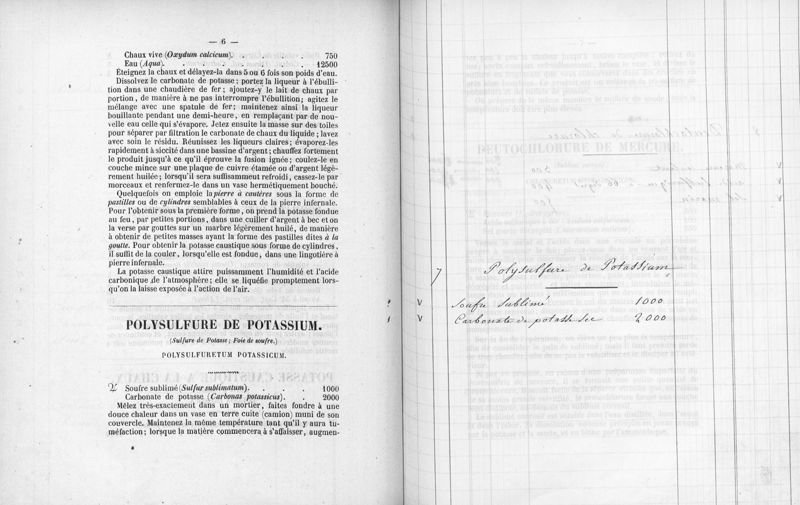 — 6 —
Chaux vive (Oxydum calcicum). . . . . 750
Eau (Aqua). . . . . . . . 12500
Éteignez la chaux et délayez-la dans 5 ou 6 fois son poids d'eau.
Dissolvez le carbonate de potasse; portez la liqueur à l'ébulli-
tion dans une chaudière de fer; ajoutez-y le lait de chaux par
portion, de manière à ne pas interrompre l'ébullition; agitez le
mélange avec une spatule de fer; maintenez ainsi la liqueur
bouillante pendant une demi-heure, en remplaçant par de nou-
velle eau celle qui s'évapore. Jetez ensuite la masse sur des toiles
pour séparer par filtration le carbonate de chaux du liquide; lavez
avec soin le résidu. Réunissez les liqueurs claires; évaporez-les
rapidement à siccité dans une bassine d'argent; chauffez fortement
le produit jusqu'à ce qu'il éprouve la fusion ignée; coulez-le en
couche mince sur une plaque de cuivre étamée ou d'argent légè-
rement huilée; lorsqu'il sera suffisamment refroidi, cassez-le par
morceaux et renfermez-le dans un vase hermétiquement bouché.
Quelquefois on emploie la pierre à cautères sous la forme de
pastilles ou de cylindres semblables à ceux de la pierre infernale.
Pour l'obtenir sous la première forme, on prend la potasse fondue
au feu, par petites portions, dans une cuiller d'argent à bec et on
la verse par gouttes sur un marbre légèrement huilé, de manière
à obtenir de petites masses ayant la forme des pastilles dites à la
goutte. Pour obtenir la potasse caustique sous forme de cylindres,
il suffit de la couler, lorsqu'elle est fondue, dans une lingotière à
pierre infernale.
La potasse caustique attire puissamment l'humidité et l'acide
carbonique de l'atmosphère; elle se liquéfie promptement lors-
qu'on la laisse exposée à l'action de l'air.
POLYSULFURE DE POTASSIUM.
(Sulfure de Potasse; Foie de soufre.)
POLYSULFURETUM POTASSICUM.
Soufre sublimé (Sulfur sublimatum). . . . 1000
Carbonate de potasse (Carbonas potassicus). . 2000
Mêlez très-exactement dans un mortier, faites fondre à une
douce chaleur dans un vase en terre cuite (camion) muni de son
couvercle. Maintenez la même température tant qu'il y aura tu-
méfaction; lorsque la matière commencera à s'affaisser, augmen-
7 Polysulfure de Potassium
v Soufre sublimé 1000
v Carbonate de potasse sec 2000